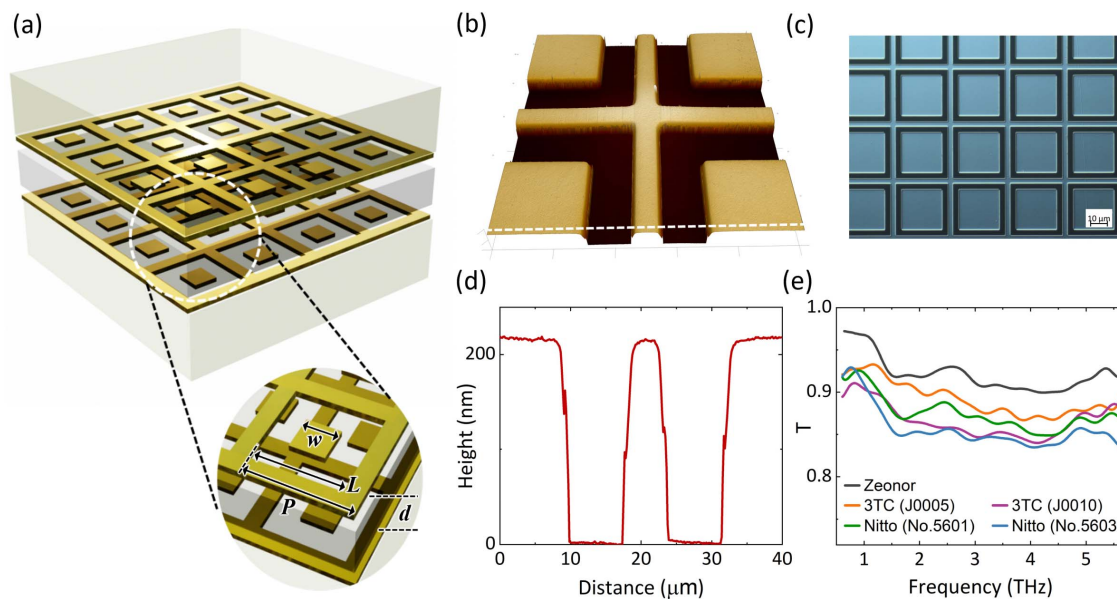 (a)
w
L
P
d
(b)
(c)
10 μm
(d)
200
0
Height (nm)
0 10 20 30 40
Distance (μm)
(e)
1.0
0.9
0.8
T
Zeonor
3TC (J0005) 3TC (J0010)
Nitto (No.5601) Nitto (No.5603
1 2 3 4 5
Frequency (THz)